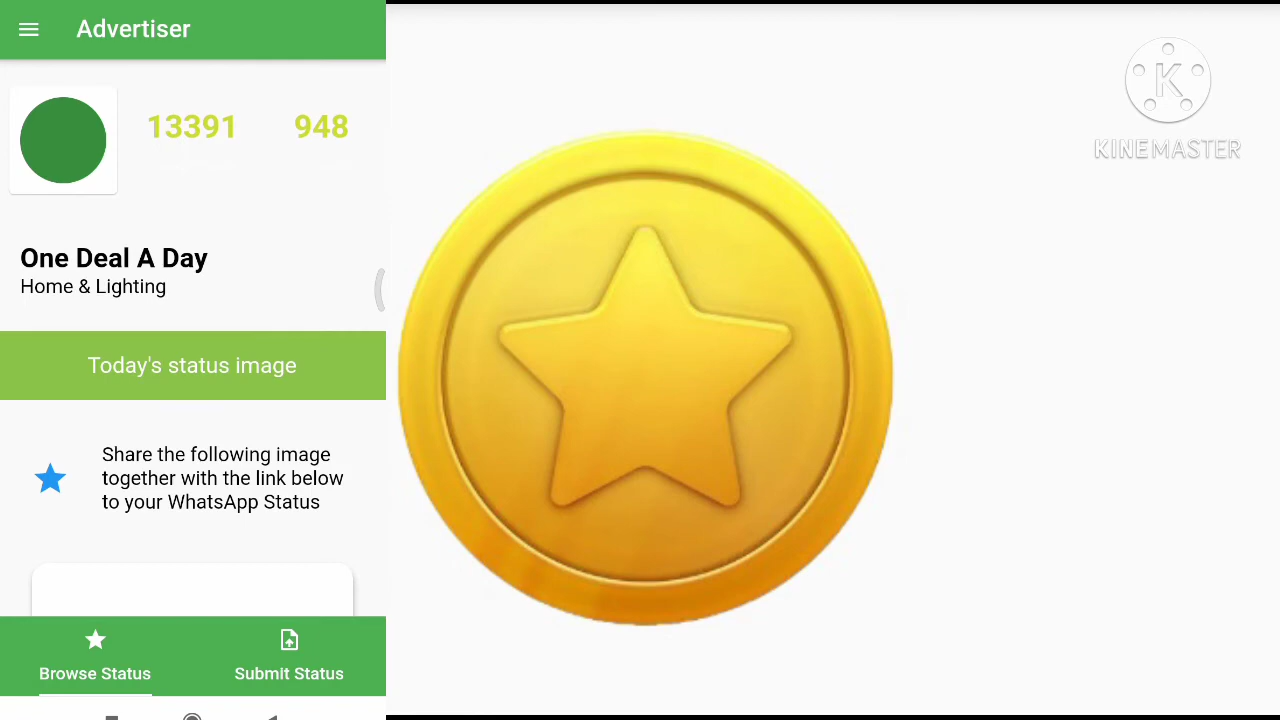 Advertiser
13391 948
One Deal A Day
Home & Lighting
Today's status image
Share the following image
together with the link below
to your WhatsApp Status
Browse Status
Submit Status
K
KINEMASTER